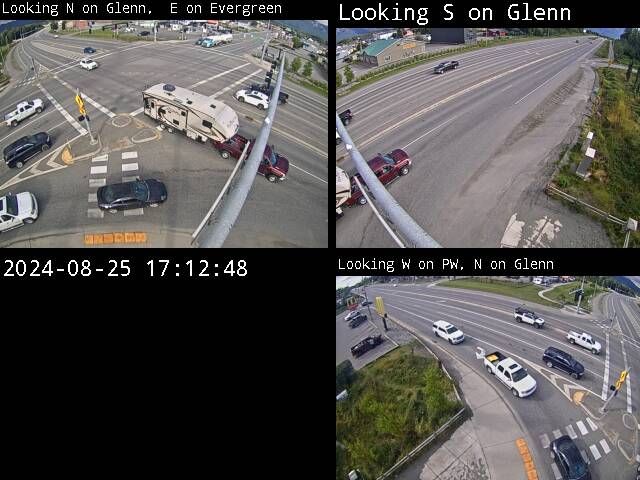 Looking N on Glenn,  E on Evergreen
Looking S on Glenn
2024-08-25 17:12:48
Looking W on PW, N on Glenn